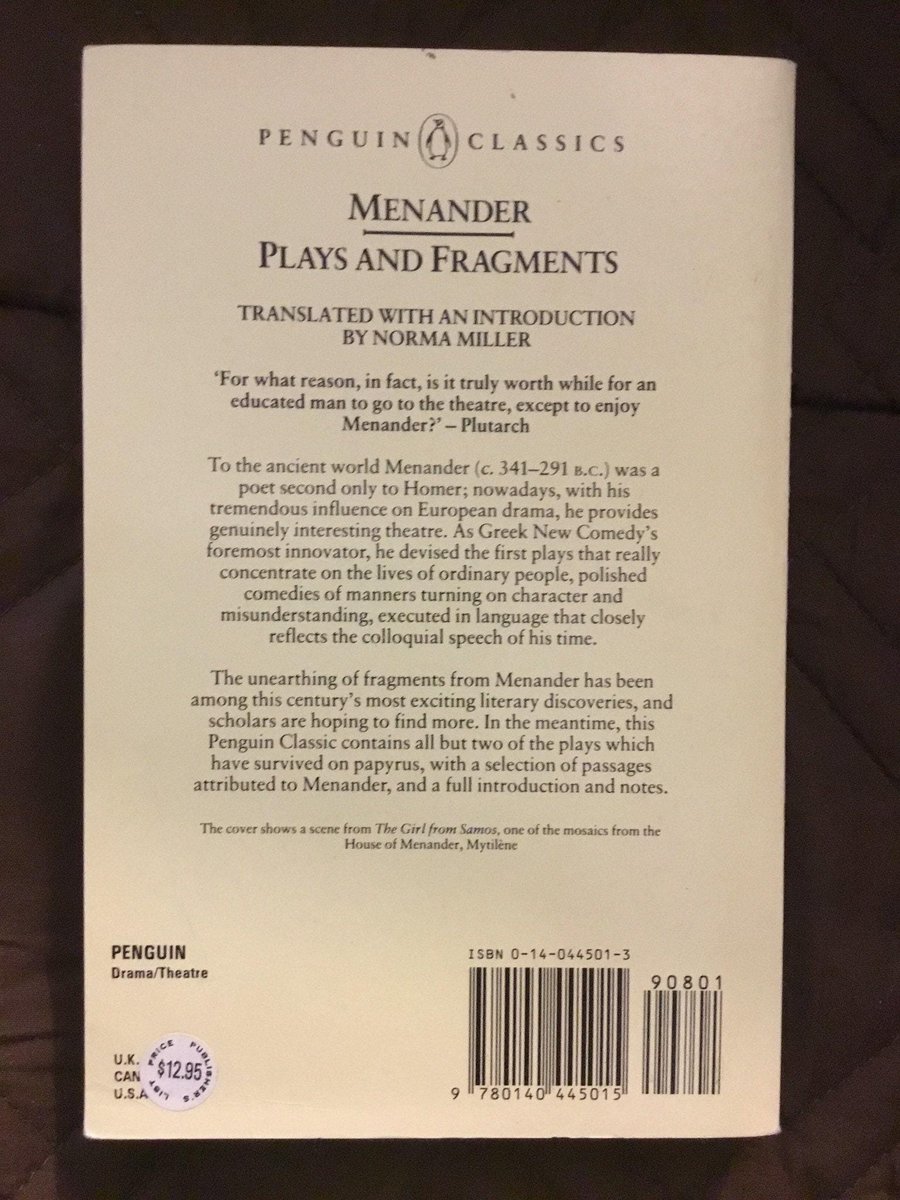 PENGUIN CLASSICS
MENANDER
PLAYS AND FRAGMENTS
TRANSLATED WITH AN INTRODUCTION
BY NORMA MILLER
‘For what reason, in fact, is it truly worth while for an
educated man to go to the theatre, except to enjoy
Menander?’ – Plutarch
To the ancient world Menander (c. 341–291 B.C.) was a
poet second only to Homer; nowadays, with his
tremendous influence on European drama, he provides
genuinely interesting theatre. As Greek New Comedy’s
foremost innovator, he devised the first plays that really
concentrate on the lives of ordinary people, polished
comedies of manners turning on character and
misunderstanding, executed in language that closely
reflects the colloquial speech of his time.
The unearthing of fragments from Menander has been
among this century’s most exciting literary discoveries, and
scholars are hoping to find more. In the meantime, this
Penguin Classic contains all but two of the plays which
have survived on papyrus, with a selection of passages
attributed to Menander, and a full introduction and notes.
The cover shows a scene from The Girl from Samos, one of the mosaics from the
House of Menander, Mytilène
PENGUIN
Drama/Theatre
ISBN 0-14-044501-3
90801
9 780140 445015
U.K.
CAN
U.S.A
PUBLISHER'S LIST PRICE
$12.95